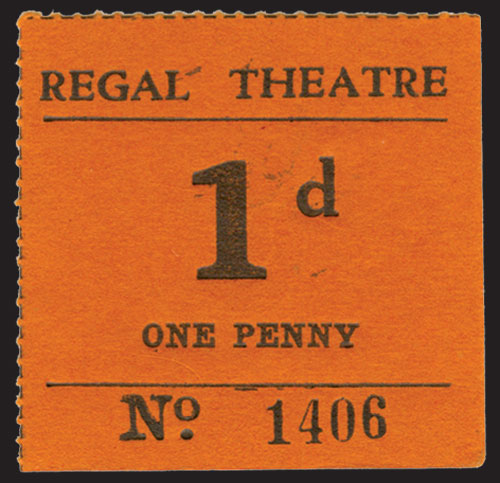 REGAL THEATRE
1d
ONE PENNY
No. 1406